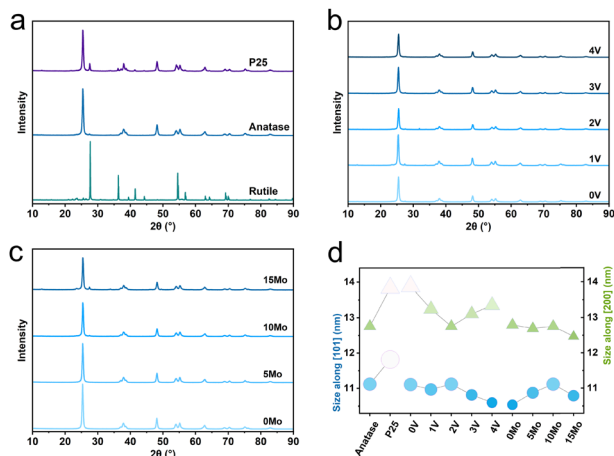 a
P25
Anatase
Rutile
Intensity
10 20 30 40 50 60 70 80 90
2θ (°)
b
4V
3V
2V
1V
0V
Intensity
10 20 30 40 50 60 70 80 90
2θ (°)
c
15Mo
10Mo
5Mo
0Mo
Intensity
10 20 30 40 50 60 70 80 90
2θ (°)
d
Size along [101] (nm)
14
13
12
11
Size along [200] (nm)
14
13
12
11
Anatase P25 0V 1V 2V 3V 4V 0Mo 5Mo 10Mo 15Mo